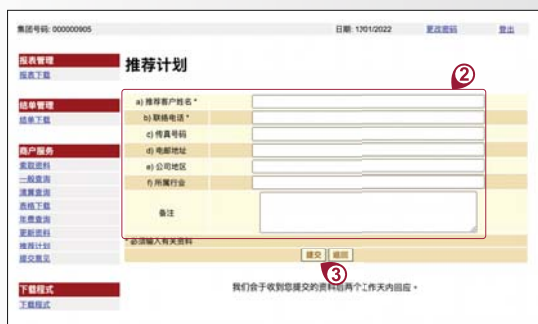 集团号码: 000000905
日期: 1701/2022
更改密码
登出
报表管理
报表下载
结单管理
结单下载
商户服务
索取资料
一般查询
清算查询
表格下载
年费查询
更新资料
推荐计划
提交意见
下载程式
下载程式
推荐计划
②
a) 推荐客户姓名 *
b) 联络电话 *
c) 传真号码
d) 电邮地址
e) 公司地区
f) 所属行业
备注
* 必须输入有关资料
提交 返回
③
我们会于收到您提交的资料后两个工作天内回应。